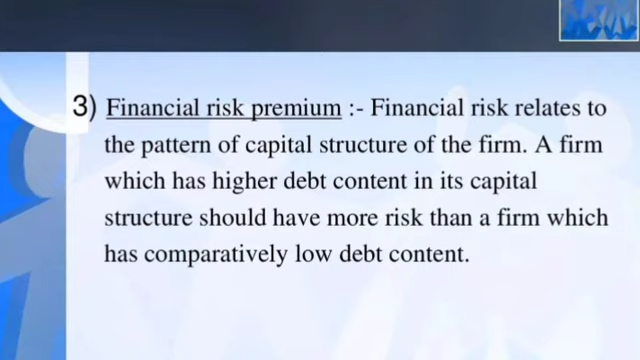 3) Financial risk premium :- Financial risk relates to
the pattern of capital structure of the firm. A firm
which has higher debt content in its capital
structure should have more risk than a firm which
has comparatively low debt content.